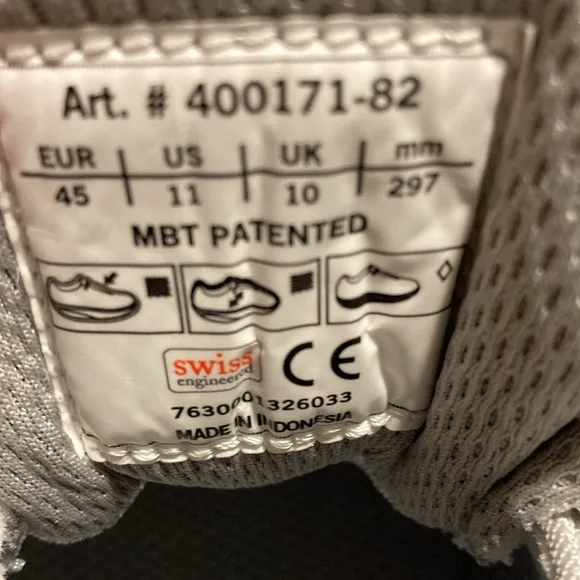 Art. # 400171-82
EUR | US | UK | mm
45 | 11 | 10 | 297
MBT PATENTED
swiss
engineered
CE
7630001326033
MADE IN INDONESIA